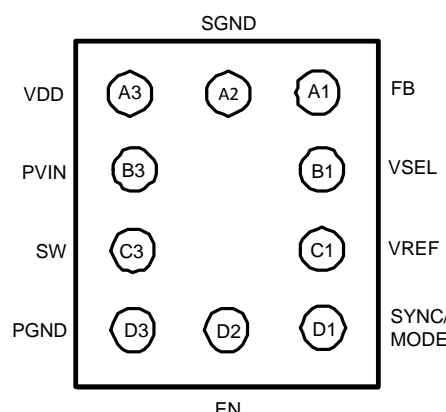 SGND
VDD A3 A2 A1 FB
PVIN B3 B1 VSEL
SW C3 C1 VREF
PGND D3 D2 D1 SYNC/
MODE
EN